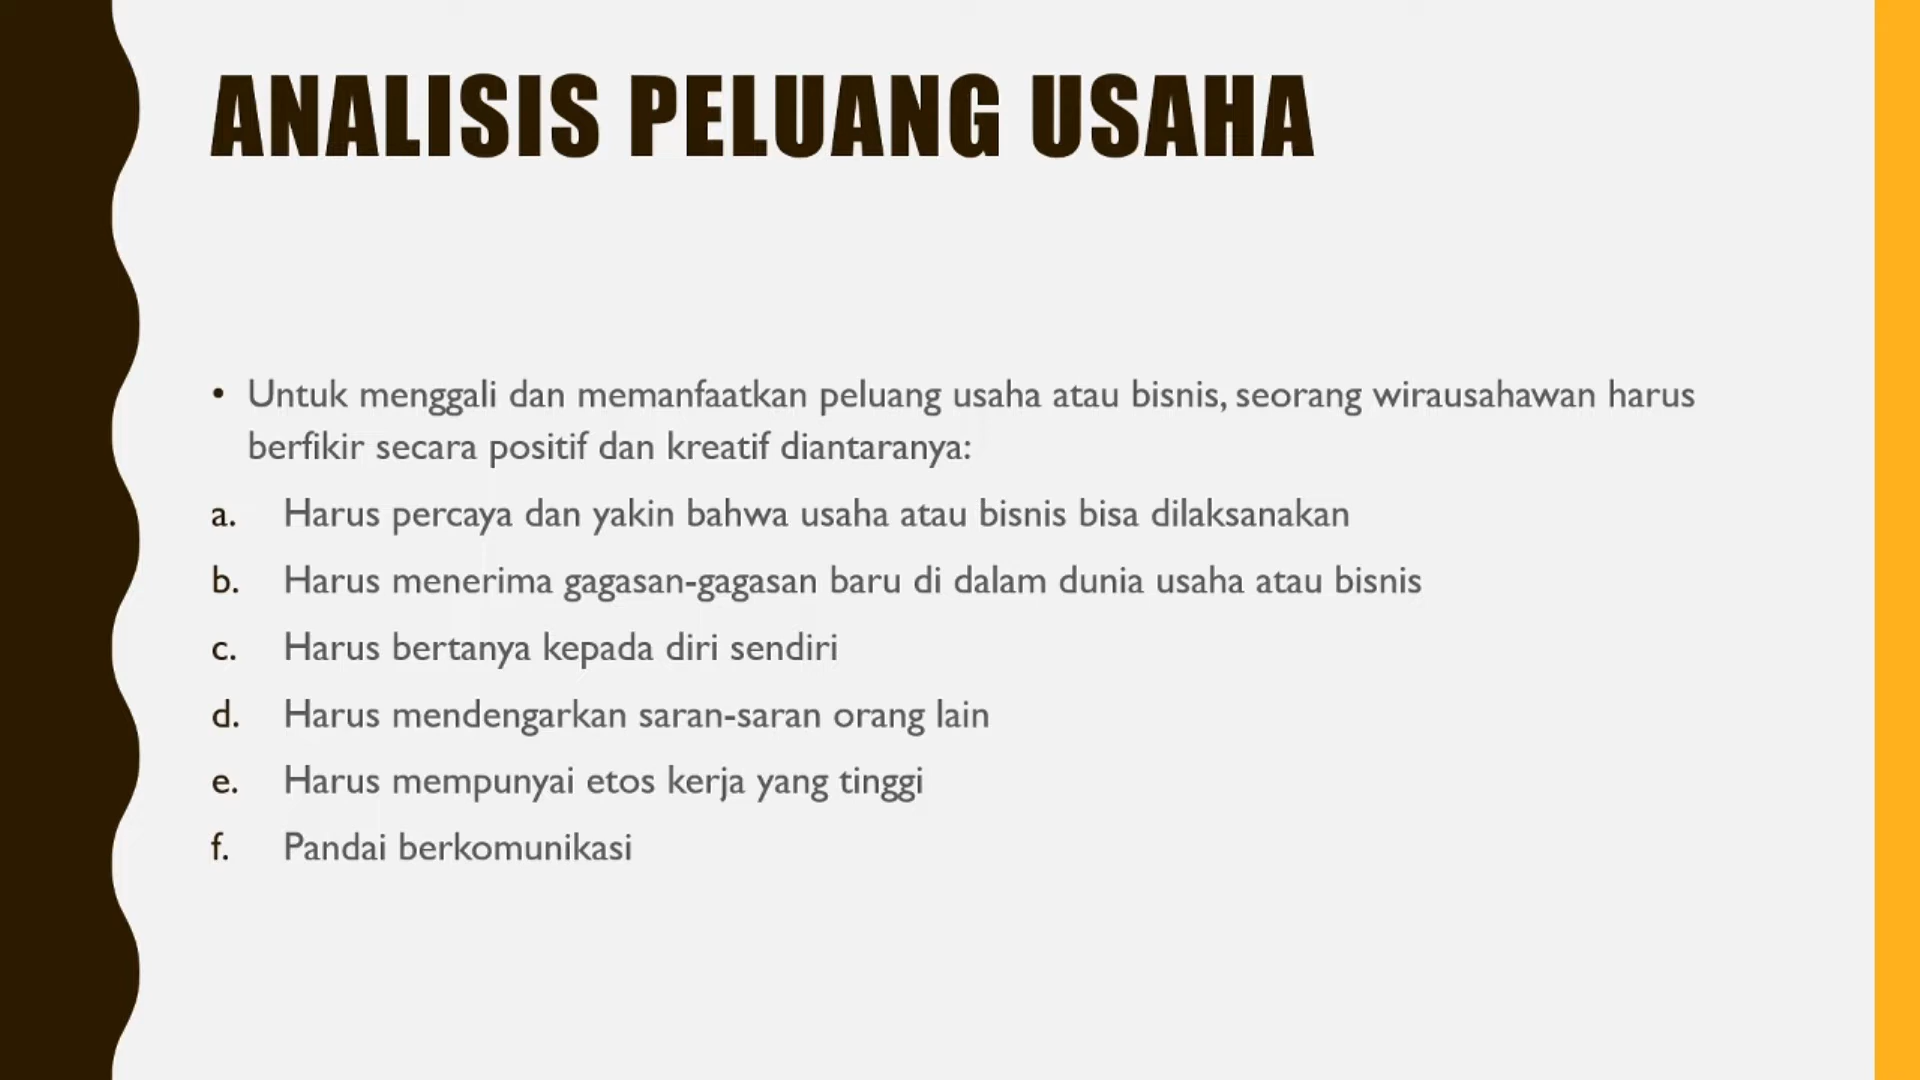 ANALISIS PELUANG USAHA
• Untuk menggali dan memanfaatkan peluang usaha atau bisnis, seorang wirausahawan harus
berfikir secara positif dan kreatif diantaranya:
a. Harus percaya dan yakin bahwa usaha atau bisnis bisa dilaksanakan
b. Harus menerima gagasan-gagasan baru di dalam dunia usaha atau bisnis
c. Harus bertanya kepada diri sendiri
d. Harus mendengarkan saran-saran orang lain
e. Harus mempunyai etos kerja yang tinggi
f. Pandai berkomunikasi